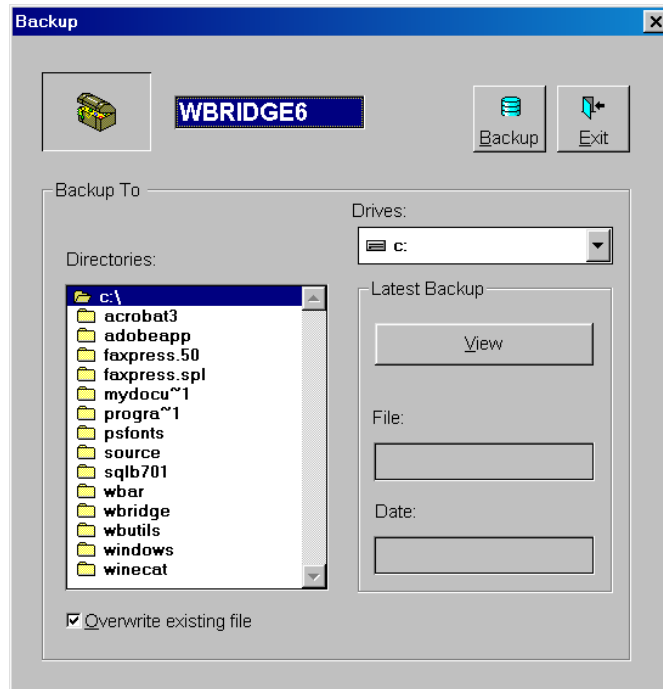 Backup
WBRIDGE6
Backup
Exit
Backup To
Drives:
c:
Directories:
c:\
acrobat3
adobeapp
faxpress.50
faxpress.spl
mydocu~1
progra~1
psfonts
source
sqlb701
wbar
wbridge
wbutils
windows
winecat
Latest Backup
View
File:
Date:
Overwrite existing file